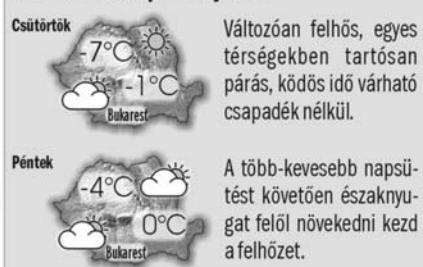 Csütörtök
-7°C
-1°C
Bukarest
Változóan felhős, egyes
térségekben tartósan
párás, ködös idő várható
csapadék nélkül.
Péntek
-4°C
0°C
Bukarest
A több-kevesebb napsü-
tést követően északnyu-
gat felől növekedni kezd
a felhőzet.